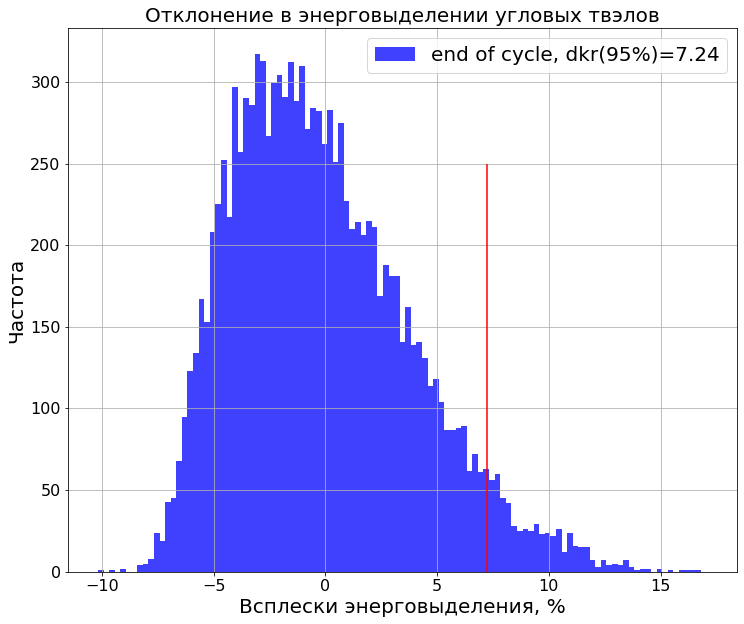 Отклонение в энерговыделении угловых твэлов
end of cycle, dkr(95%)=7.24
300
250
200
150
100
50
0
Частота
−10 −5 0 5 10 15
Всплески энерговыделения, %